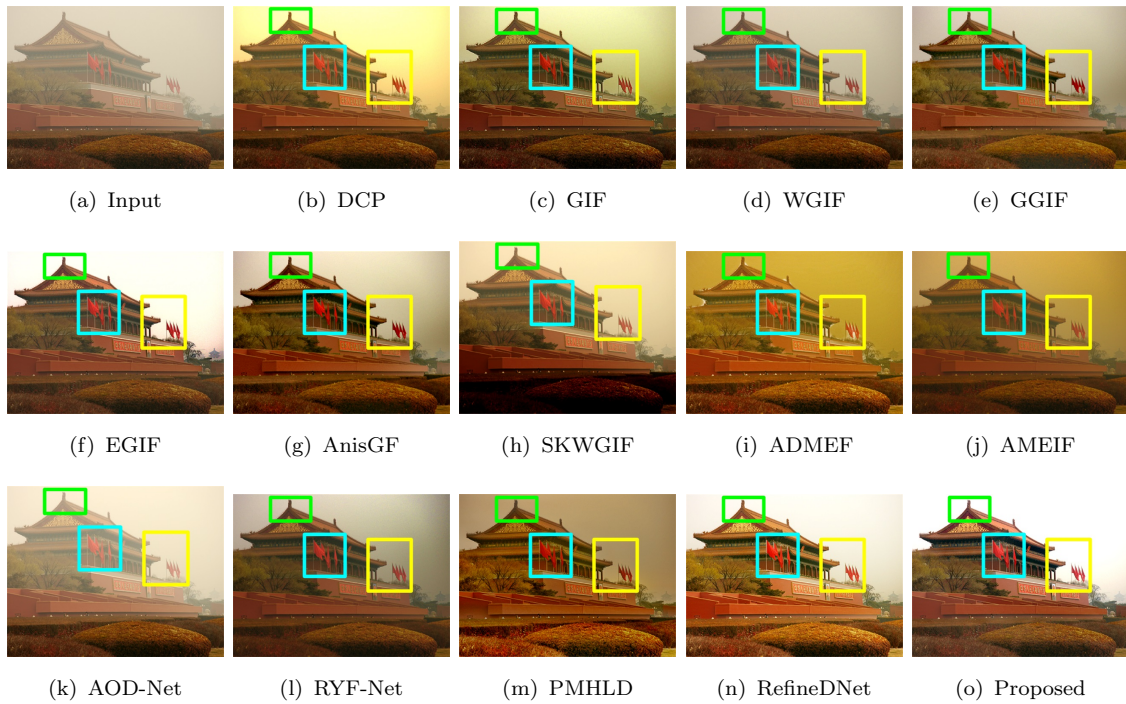 (a) Input
(b) DCP
(c) GIF
(d) WGIF
(e) GGIF
(f) EGIF
(g) AnisGF
(h) SKWGIF
(i) ADMEF
(j) AMEIF
(k) AOD-Net
(l) RYF-Net
(m) PMHLD
(n) RefineDNet
(o) Proposed